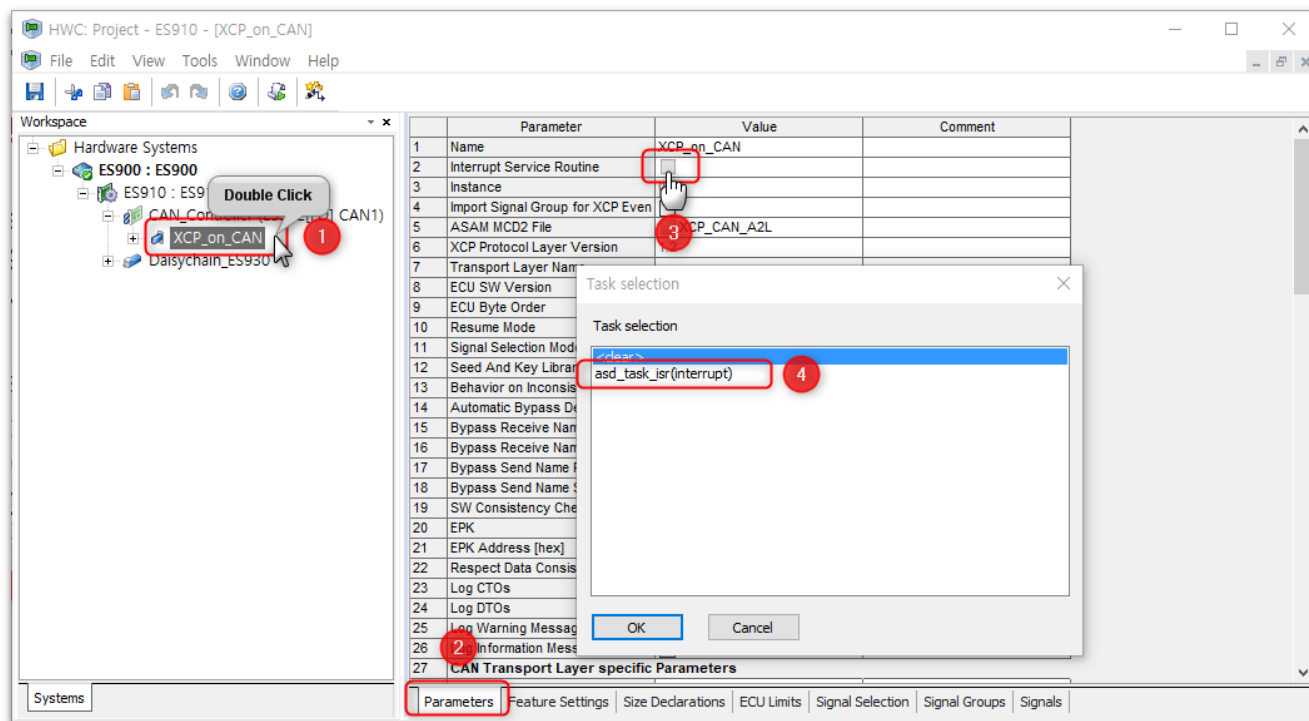 HWC: Project - ES910 - [XCP_on_CAN]
File Edit View Tools Window Help
Workspace
Hardware Systems
ES900 : ES900
ES910 : ES9
Double Click
CAN1)
XCP_on_CAN
1
Daisychain_ES930
Systems
Parameter Value Comment
1 Name XCP_on_CAN
2 Interrupt Service Routine
3 Instance
4 Import Signal Group for XCP Even
3
5 ASAM MCD2 File XCP_CAN_A2L
6 XCP Protocol Layer Version
7 Transport Layer Name
8 ECU SW Version
9 ECU Byte Order
10 Resume Mode
11 Signal Selection Mod
12 Seed And Key Librar
13 Behavior on Inconsis
14 Automatic Bypass De
15 Bypass Receive Nam
16 Bypass Receive Nam
17 Bypass Send Name
18 Bypass Send Name
19 SW Consistency Che
20 EPK
21 EPK Address [hex]
22 Respect Data Consis
23 Log CTOs
24 Log DTOs
25 Log Warning Messag
26 Information Mess
2
27 CAN Transport Layer specific Parameters
Task selection
Task selection
<clear>
asd_task_isr(interrupt)
4
OK Cancel
Parameters Feature Settings Size Declarations ECU Limits Signal Selection Signal Groups Signals